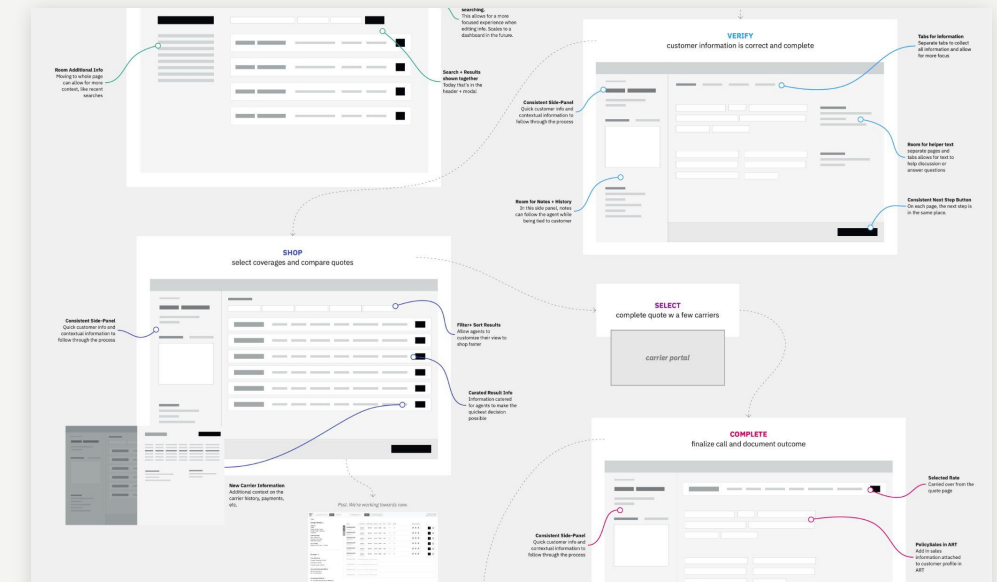 searching.
This allows for a more
focused experience when
editing info. Scales to a
dashboard in the future.
Room Additional Info
Moving to whole page
can allow for more
context, like recent
searches
Search + Results
shown together
Today that's in the
header + modal
VERIFY
customer information is correct and complete
Tabs for Information
Separate tabs to collect
all information and allow
for more focus
Consistent Side-Panel
Quick customer info and
contextual information to
follow through the process
Room for helper text
separate pages and
tabs allows for text to
help discussion or
answer questions
Room for Notes + History
In this side panel, notes
can follow the agent while
being tied to customer
Consistent Next Step Button
On each page, the next step is
in the same place.
SHOP
select coverages and compare quotes
Consistent Side-Panel
Quick customer info and
contextual information to
follow through the process
Filter+ Sort Results
Allow agents to
customize their view to
shop faster
Curated Result Info
Information catered
for agents to make the
quickest decision
possible
New Carrier Information
Additional context on the
carrier history, payments,
etc.
Post: We're working towards now.
SELECT
complete quote w a few carriers
carrier portal
COMPLETE
finalize call and document outcome
Selected Rate
Carried over from the
quote page
Consistent Side-Panel
Quick customer info and
contextual information to
follow through the process
PolicySales in ART
Add in sales
information attached
to customer profile in
ART